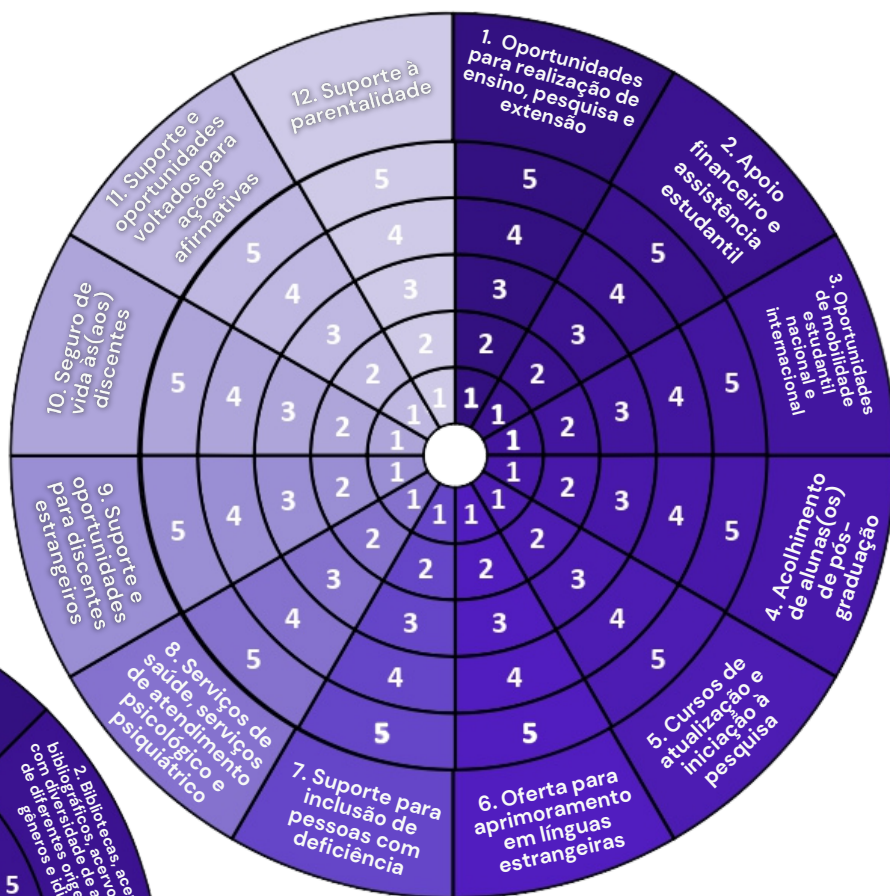 1. Oportunidades
para realização de
ensino, pesquisa e
extensão
5
4
3
2
1
2. Apoio
financeiro e
assistência
estudantil
5
4
3
2
1
3. Oportunidades
de mobilidade
estudantil
nacional e
internacional
5
4
3
2
1
4. Acolhimento
de alunas(os)
de pós-
graduação
5
4
3
2
1
5. Cursos de
atualização e
iniciação à
pesquisa
5
4
3
2
1
6. Oferta para
aprimoramento
em línguas
estrangeiras
5
4
3
2
1
7. Suporte para
inclusão de
pessoas com
deficiência
5
4
3
2
1
8. Serviços de
saúde, serviços
de atendimento
psicológico e
psiquiátrico
5
4
3
2
1
9. Suporte e
oportunidades
para discentes
estrangeiros
5
4
3
2
1
10. Seguro de
vida às(aos)
discentes
5
4
3
2
1
11. Suporte e
oportunidades
voltados para
ações
afirmativas
5
4
3
2
1
12. Suporte à
parentalidade
5
4
3
2
1
2. Bibliotecas,
bibliográficos,
com diversidade de
de diferentes
gêneros e
5